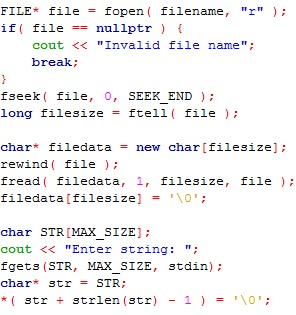 FILE* file = fopen( filename, "r" );
if( file == nullptr ) {
    cout << "Invalid file name";
    break;
}
fseek( file, 0, SEEK_END );
long filesize = ftell( file );

char* filedata = new char[filesize];
rewind( file );
fread( filedata, 1, filesize, file );
filedata[filesize] = '\0';

char STR[MAX_SIZE];
cout << "Enter string: ";
fgets(STR, MAX_SIZE, stdin);
char* str = STR;
*( str + strlen(str) - 1 ) = '\0';